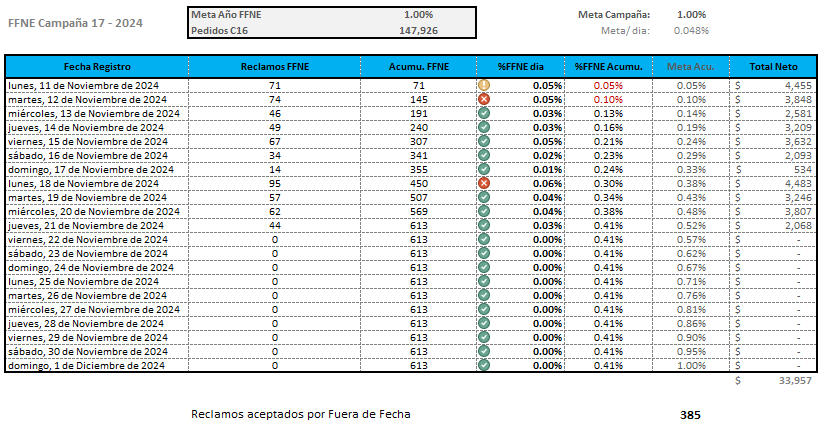 FFNE Campaña 17 - 2024
Meta Año FFNE 1.00%
Pedidos C16 147,926
Meta Campaña: 1.00%
Meta/ dia: 0.048%
Fecha Registro Reclamos FFNE Acumu. FFNE %FFNE dia %FFNE Acumu. Meta Acu. Total Neto
lunes, 11 de Noviembre de 2024 71 71 0.05% 0.05% 0.05% $ 4,455
martes, 12 de Noviembre de 2024 74 145 0.05% 0.10% 0.10% $ 3,848
miércoles, 13 de Noviembre de 2024 46 191 0.03% 0.13% 0.14% $ 2,581
jueves, 14 de Noviembre de 2024 49 240 0.03% 0.16% 0.19% $ 3,209
viernes, 15 de Noviembre de 2024 67 307 0.05% 0.21% 0.24% $ 3,632
sábado, 16 de Noviembre de 2024 34 341 0.02% 0.23% 0.29% $ 2,093
domingo, 17 de Noviembre de 2024 14 355 0.01% 0.24% 0.33% $ 534
lunes, 18 de Noviembre de 2024 95 450 0.06% 0.30% 0.38% $ 4,483
martes, 19 de Noviembre de 2024 57 507 0.04% 0.34% 0.43% $ 3,246
miércoles, 20 de Noviembre de 2024 62 569 0.04% 0.38% 0.48% $ 3,807
jueves, 21 de Noviembre de 2024 44 613 0.03% 0.41% 0.52% $ 2,068
viernes, 22 de Noviembre de 2024 0 613 0.00% 0.41% 0.57% $ -
sábado, 23 de Noviembre de 2024 0 613 0.00% 0.41% 0.62% $ -
domingo, 24 de Noviembre de 2024 0 613 0.00% 0.41% 0.67% $ -
lunes, 25 de Noviembre de 2024 0 613 0.00% 0.41% 0.71% $ -
martes, 26 de Noviembre de 2024 0 613 0.00% 0.41% 0.76% $ -
miércoles, 27 de Noviembre de 2024 0 613 0.00% 0.41% 0.81% $ -
jueves, 28 de Noviembre de 2024 0 613 0.00% 0.41% 0.86% $ -
viernes, 29 de Noviembre de 2024 0 613 0.00% 0.41% 0.90% $ -
sábado, 30 de Noviembre de 2024 0 613 0.00% 0.41% 0.95% $ -
domingo, 1 de Diciembre de 2024 0 613 0.00% 0.41% 1.00% $ -
$ 33,957
Reclamos aceptados por Fuera de Fecha 385